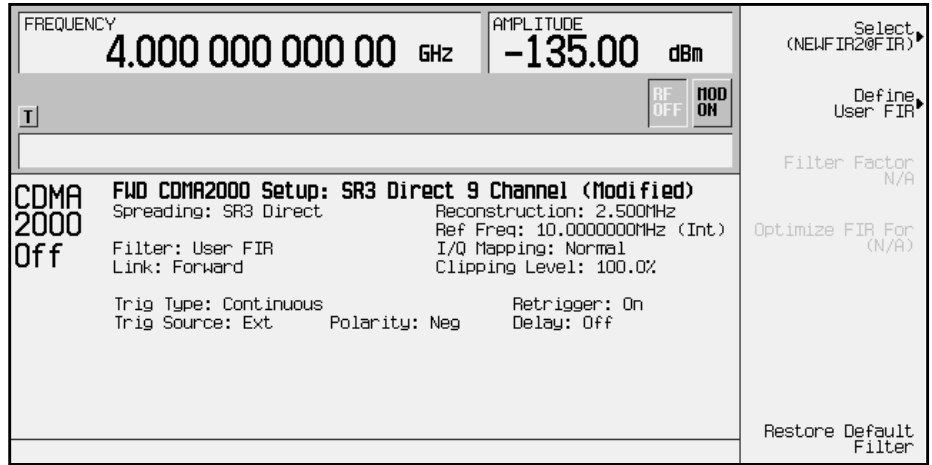 FREQUENCY
4.000 000 000 00 GHz
AMPLITUDE
-135.00 dBm
RF OFF
MOD ON
T
CDMA
2000
Off
FWD CDMA2000 Setup: SR3 Direct 9 Channel (Modified)
Spreading: SR3 Direct Reconstruction: 2.500MHz
Ref Freq: 10.0000000MHz (Int)
Filter: User FIR I/Q Mapping: Normal
Link: Forward Clipping Level: 100.0%
Trig Type: Continuous Retrigger: On
Trig Source: Ext Polarity: Neg Delay: Off
Select
(NEWFIR2@FIR)
Define
User FIR
Filter Factor
N/A
Optimize FIR For
(N/A)
Restore Default
Filter